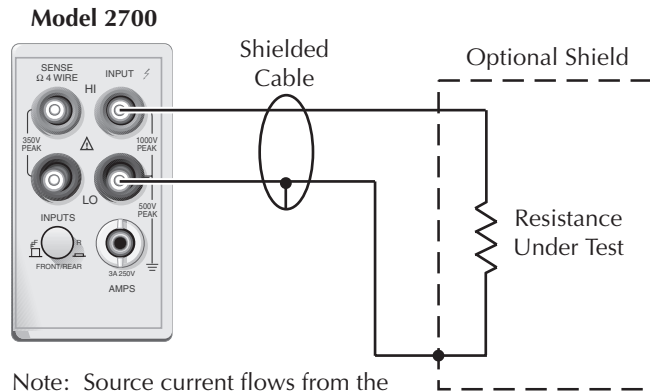 Model 2700
SENSE
Ω 4 WIRE
INPUT
HI
350V
PEAK
1000V
PEAK
LO
500V
PEAK
INPUTS
F
R
FRONT/REAR
3A 250V
AMPS
Shielded
Cable
Optional Shield
Resistance
Under Test
Note: Source current flows from the